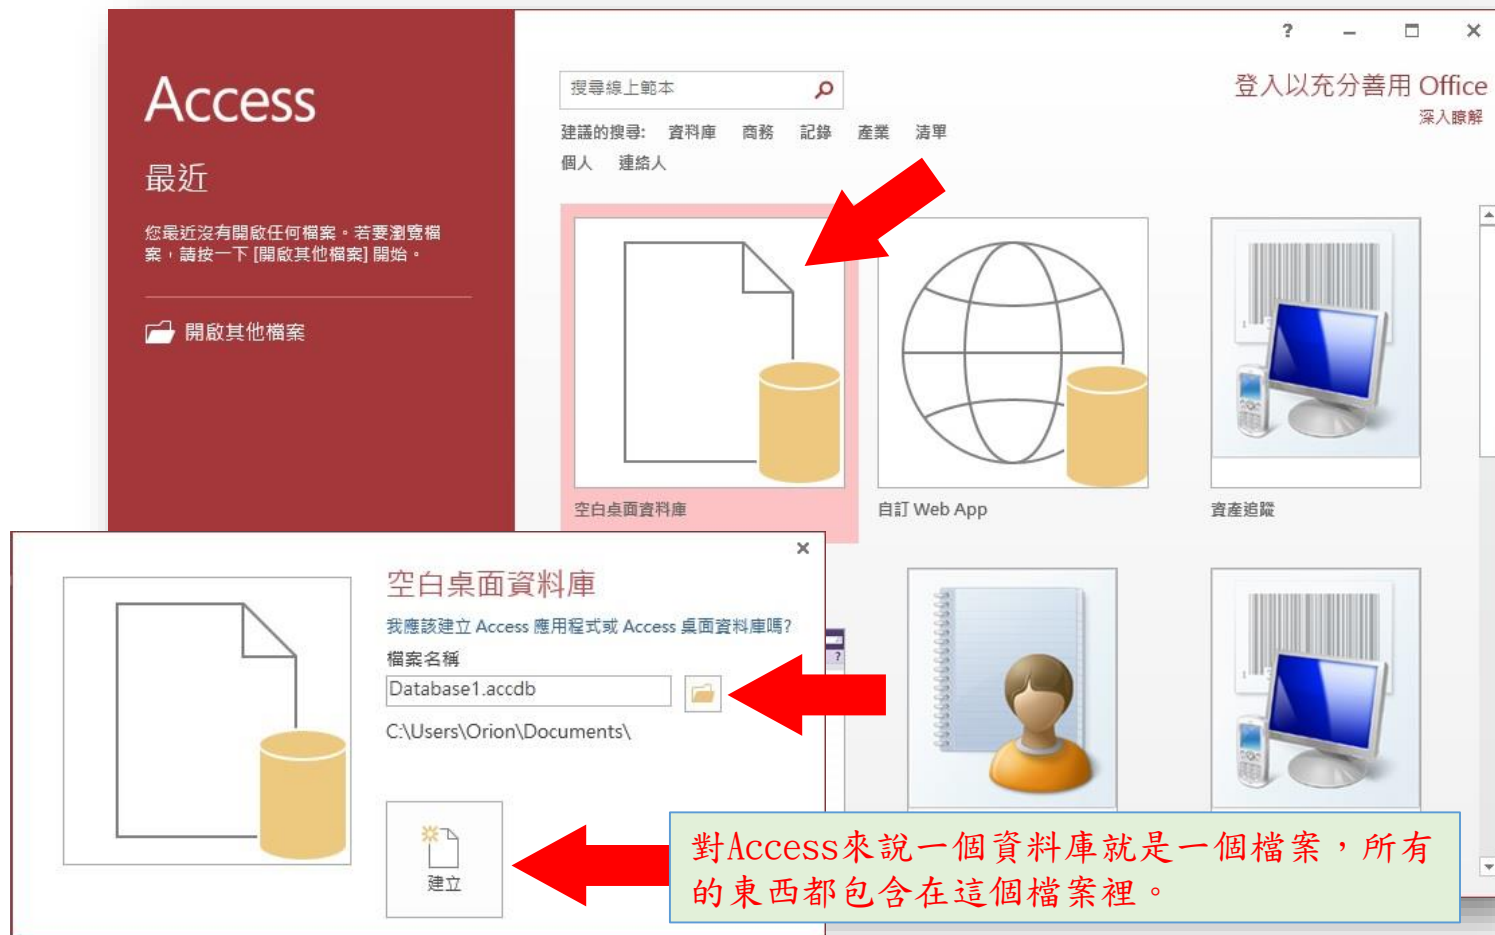 ?
Access
搜尋線上範本
登入以充分善用 Office
深入瞭解
建議的搜尋: 資料庫 商務 記錄 產業 清單
個人 連絡人
最近
您最近沒有開啟任何檔案。若要瀏覽檔
案,請按一下 [開啟其他檔案] 開始。
開啟其他檔案
空白桌面資料庫
自訂 Web App
資產追蹤
空白桌面資料庫
我應該建立 Access 應用程式或 Access 桌面資料庫嗎?
檔案名稱
Database1.accdb
C:\Users\Orion\Documents\
建立
對Access來說一個資料庫就是一個檔案,所有
的東西都包含在這個檔案裡。